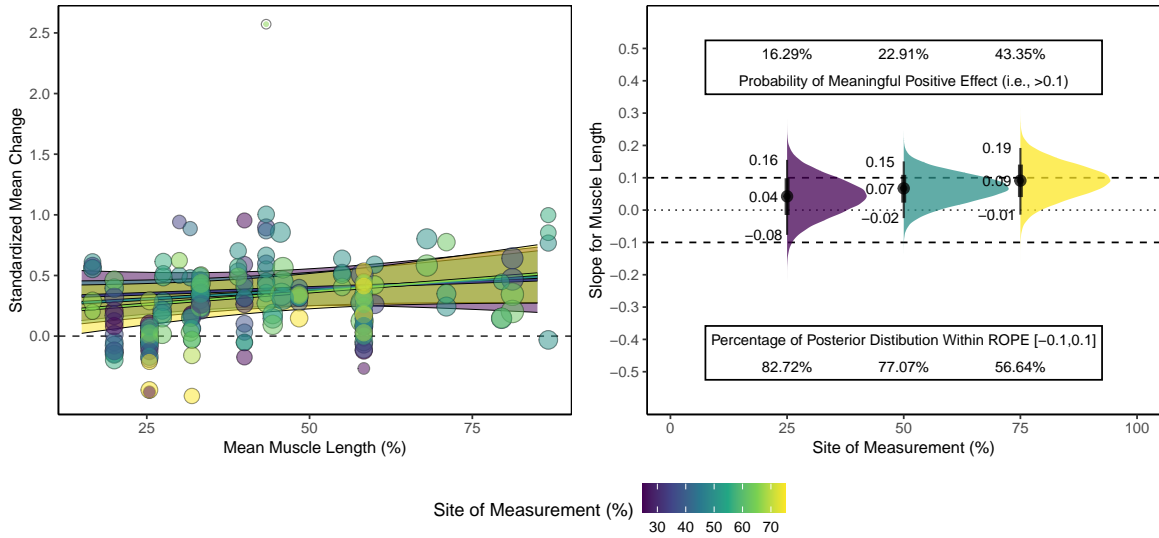 2.5
2.0
1.5
1.0
0.5
0.0
Standardized Mean Change
25
50
75
Mean Muscle Length (%)
0.5
0.4
0.3
0.2
0.1
0.0
−0.1
−0.2
−0.3
−0.4
−0.5
Slope for Muscle Length
16.29% 22.91% 43.35%
Probability of Meaningful Positive Effect (i.e., >0.1)
0.16
0.04
−0.08
0.15
0.07
−0.02
0.19
0.09
−0.01
Percentage of Posterior Distibution Within ROPE [−0.1,0.1]
82.72% 77.07% 56.64%
0 25 50 75 100
Site of Measurement (%)
Site of Measurement (%)
30 40 50 60 70